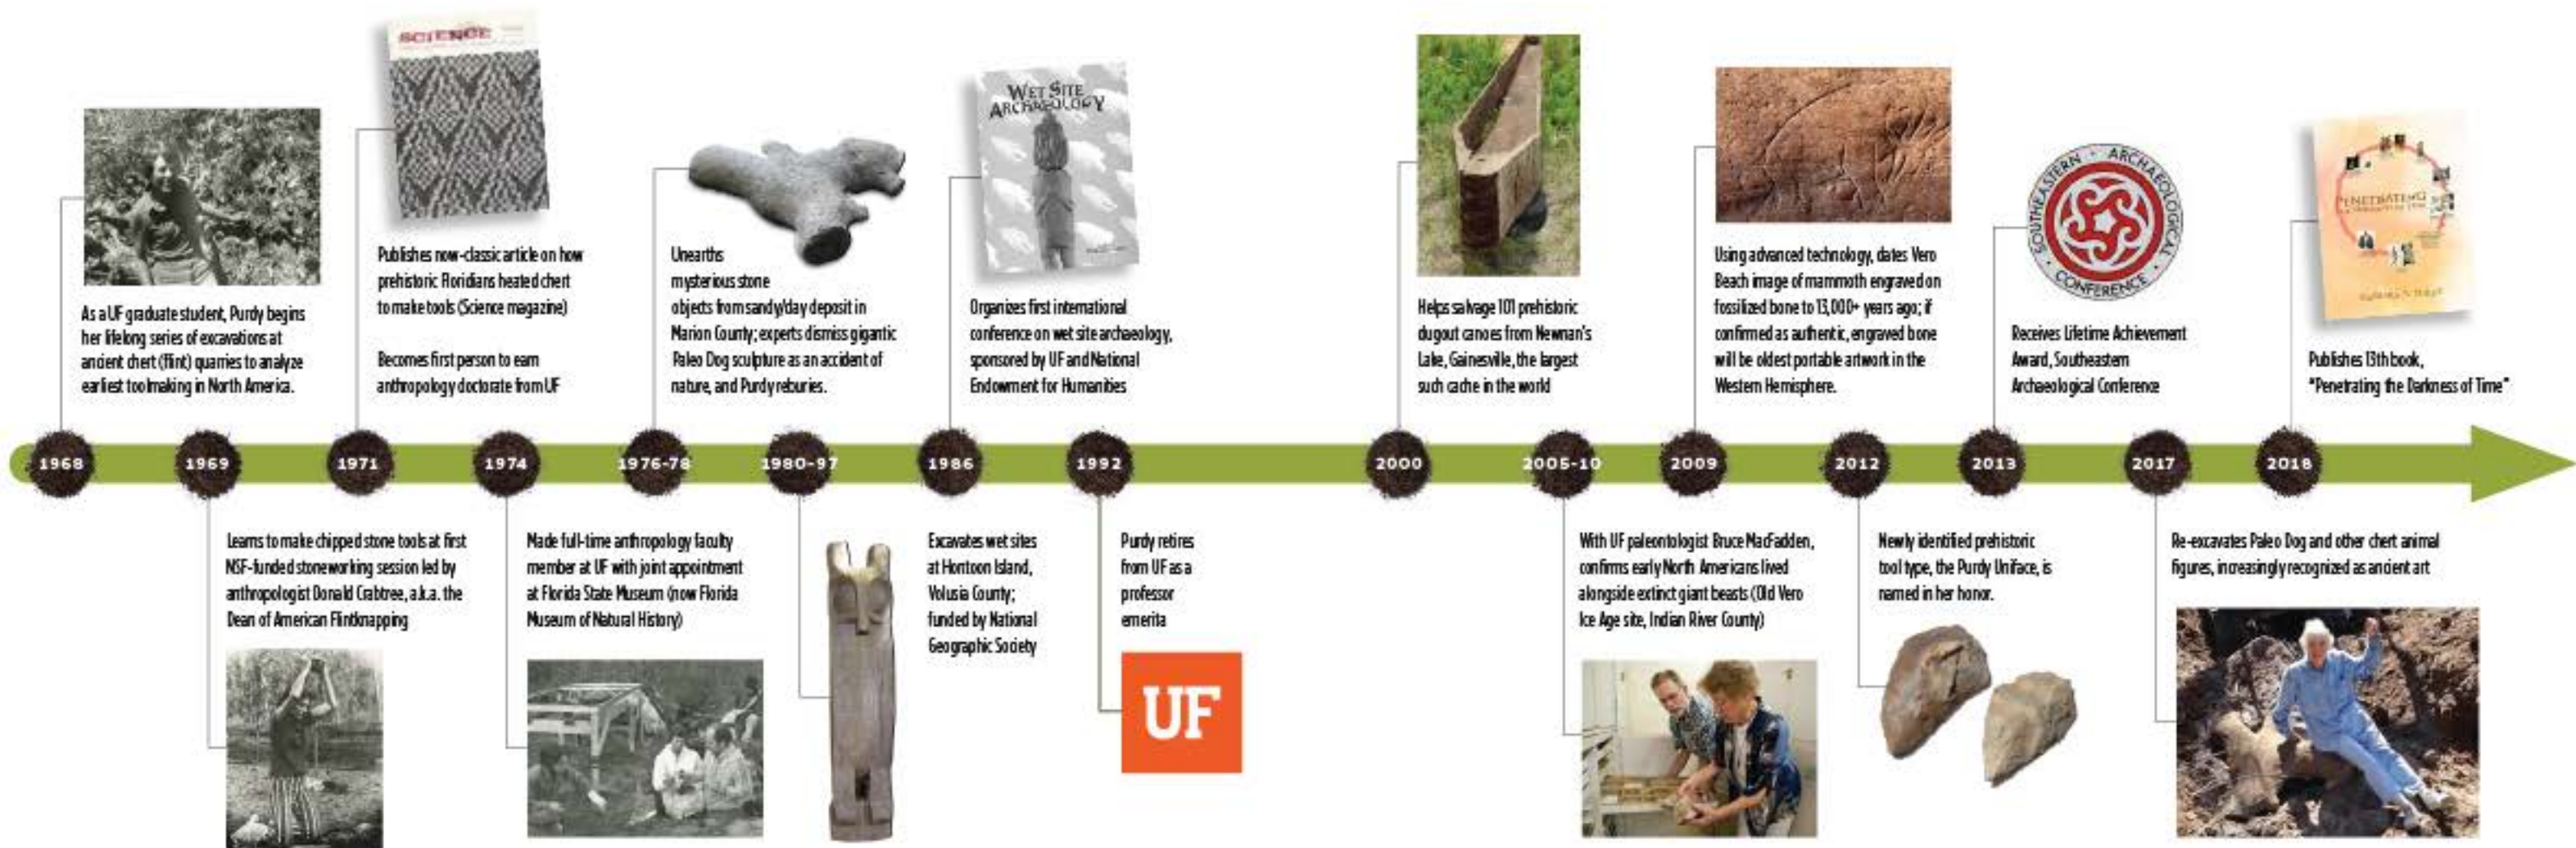 SCIENCE
As a UF graduate student, Purdy begins
her lifelong series of excavations at
ancient chert (flint) quarries to analyze
earliest toolmaking in North America.
Publishes now-classic article on how
prehistoric Floridians heated chert
to make tools (Science magazine)
Becomes first person to earn
anthropology doctorate from UF
Unearths
mysterious stone
objects from sandy/clay deposit in
Marion County; experts dismiss gigantic
Paleo Dog sculpture as an accident of
nature, and Purdy reburies.
WET SITE
ARCHAEOLOGY
Organizes first international
conference on wet site archaeology,
sponsored by UF and National
Endowment for Humanities
Helps salvage 101 prehistoric
dugout canoes from Newnan's
Lake, Gainesville, the largest
such cache in the world
Using advanced technology, dates Vero
Beach image of mammoth engraved on
fossilized bone to 13,000+ years ago; if
confirmed as authentic, engraved bone
will be oldest portable artwork in the
Western Hemisphere.
SOUTHEASTERN • ARCHAEOLOGICAL • CONFERENCE •
Receives Lifetime Achievement
Award, Southeastern
Archaeological Conference
PENETRATING
Publishes 13th book,
"Penetrating the Darkness of Time"
1968
1969
1971
1974
1976-78
1980-97
1986
1992
2000
2005-10
2009
2012
2013
2017
2018
Learns to make chipped stone tools at first
NSF-funded stoneworking session led by
anthropologist Donald Crabtree, a.k.a. the
Dean of American Flintknapping
Made full-time anthropology faculty
member at UF with joint appointment
at Florida State Museum (now Florida
Museum of Natural History)
Excavates wet sites
at Hontoon Island,
Volusia County;
funded by National
Geographic Society
Purdy retires
from UF as a
professor
emerita
UF
With UF paleontologist Bruce MacFadden,
confirms early North Americans lived
alongside extinct giant beasts (Old Vero
Ice Age site, Indian River County)
Newly identified prehistoric
tool type, the Purdy Uniface, is
named in her honor.
Re-excavates Paleo Dog and other chert animal
figures, increasingly recognized as ancient art